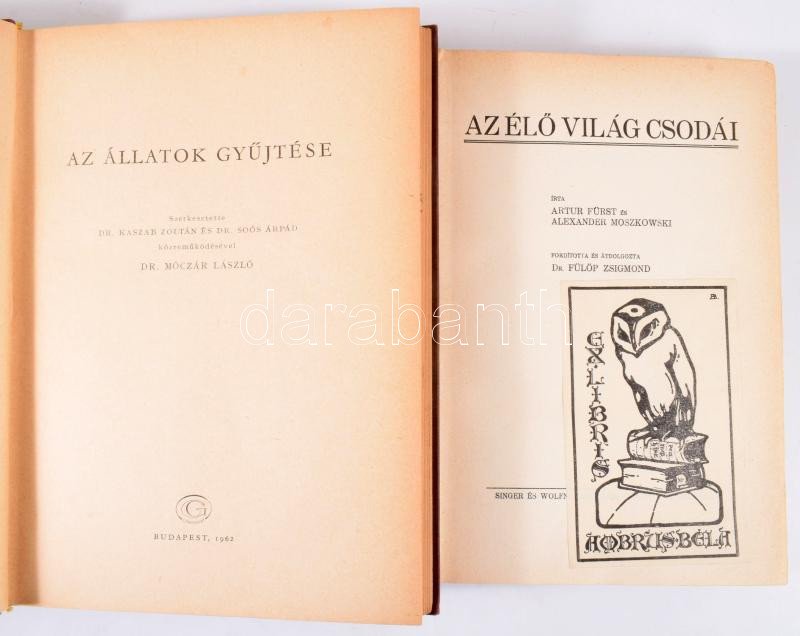 AZ ÁLLATOK GYŰJTÉSE
Szerkesztette
DR. KASZAB ZOLTÁN ÉS DR. SOÓS ÁRPÁD
közreműködésével
DR. MÓCZÁR LÁSZLÓ
G
BUDAPEST, 1962
AZ ÉLŐ VILÁG CSODÁI
ÍRTA
ARTUR FÜRST ÉS
ALEXANDER MOSZKOWSKI
FORDÍTOTTA ÉS ÁTDOLGOZTA
DR. FÜLÖP ZSIGMOND
SINGER ÉS WOLFN
EX LIBRIS
AMBRUS·BÉLA
darabanth